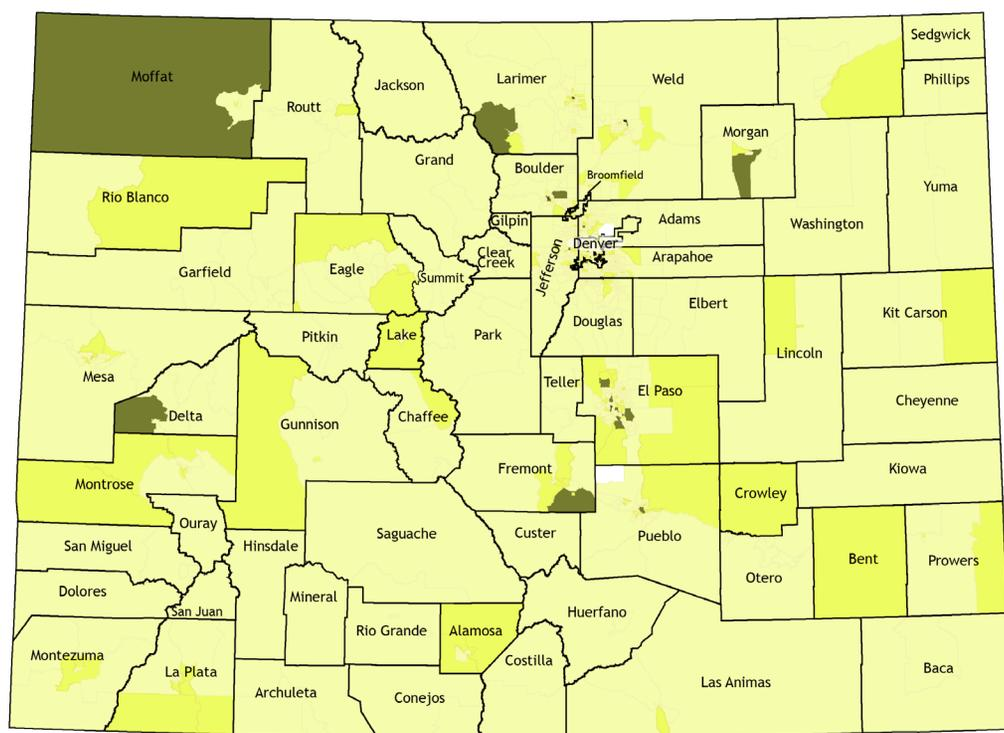 Sedgwick
Moffat
Jackson
Larimer
Weld
Phillips
Routt
Morgan
Grand
Boulder
Broomfield
Yuma
Rio Blanco
Gilpin
Adams
Washington
Denver
Clear
Creek
Arapahoe
Garfield
Eagle
Summit
Jefferson
Elbert
Kit Carson
Douglas
Pitkin
Lake
Park
Lincoln
Mesa
Teller
El Paso
Cheyenne
Delta
Gunnison
Chaffee
Fremont
Kiowa
Montrose
Crowley
Ouray
Saguache
Custer
Pueblo
San Miguel
Hinsdale
Bent
Prowers
Otero
Dolores
Mineral
San Juan
Huerfano
Rio Grande
Alamosa
Montezuma
La Plata
Costilla
Baca
Las Animas
Archuleta
Conejos